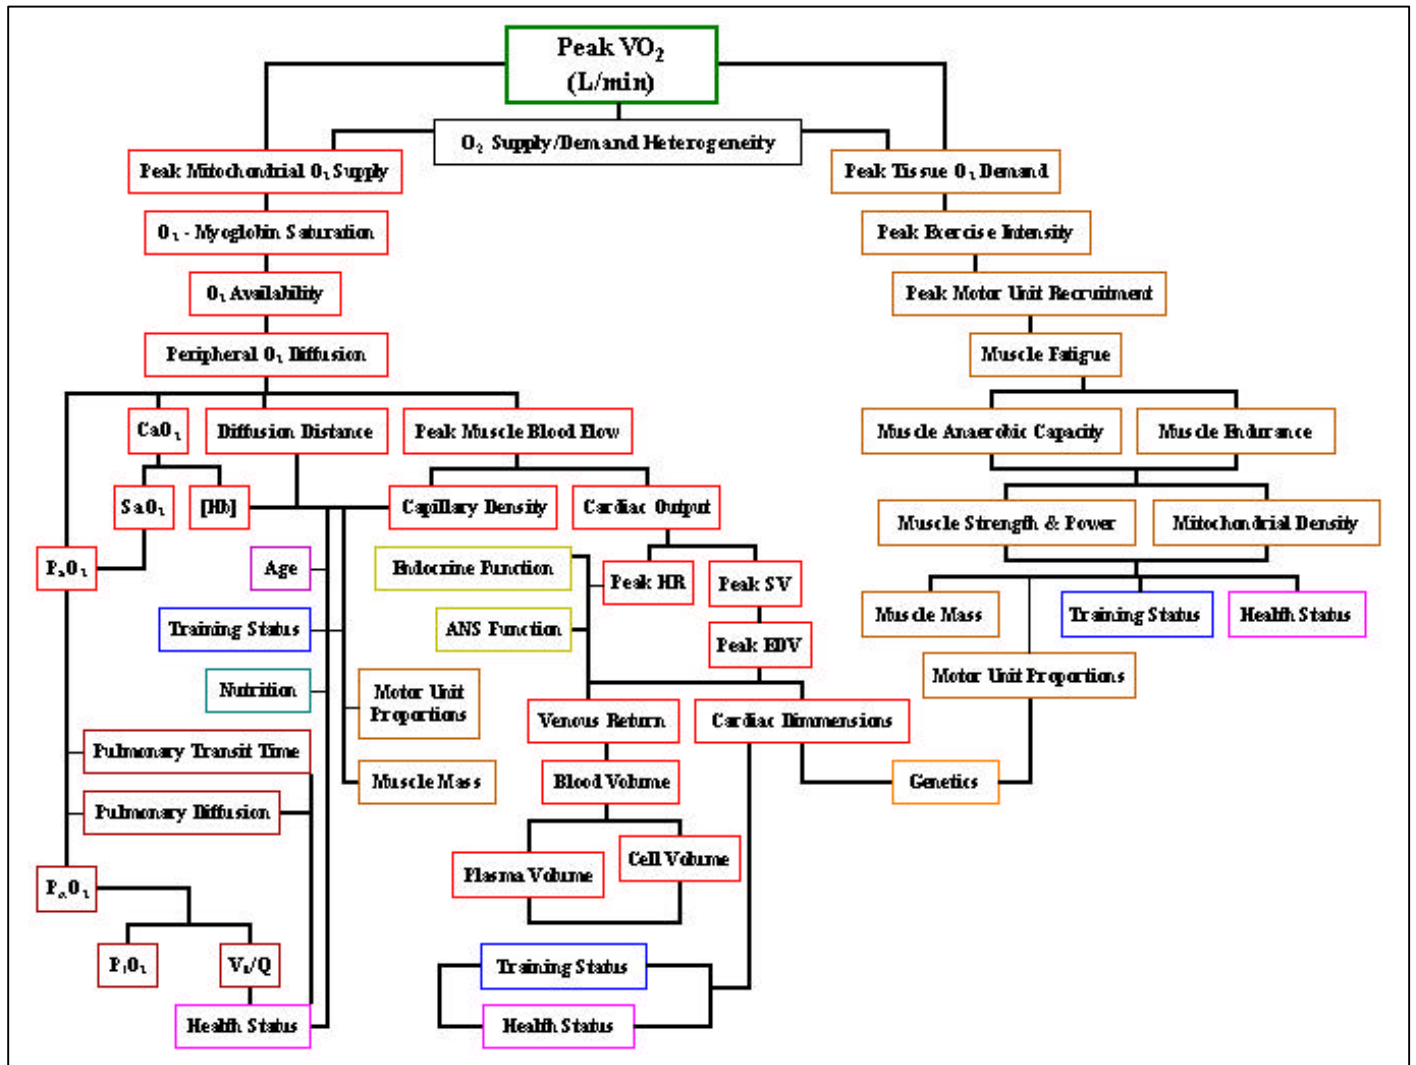 Peak VO₂
(L/min)
O₂ Supply/Demand Heterogeneity
Peak Mitochondrial O₂ Supply
Peak Tissue O₂ Demand
O₂ - Myoglobin Saturation
Peak Exercise Intensity
O₂ Availability
Peak Motor Unit Recruitment
Peripheral O₂ Diffusion
Muscle Fatigue
CaO₂
Diffusion Distance
Peak Muscle Blood Flow
Muscle Anaerobic Capacity
Muscle Endurance
SaO₂
[Hb]
Capillary Density
Cardiac Output
Muscle Strength & Power
Mitochondrial Density
PₐO₂
Age
Endocrine Function
Peak HR
Peak SV
Muscle Mass
Training Status
Health Status
Training Status
ANS Function
Peak EDV
Nutrition
Motor Unit
Proportions
Motor Unit Proportions
Venous Return
Cardiac Dimmensions
Pulmonary Transit Time
Muscle Mass
Blood Volume
Genetics
Pulmonary Diffusion
Plasma Volume
Cell Volume
PO₂
PO₂
V/Q
Training Status
Health Status
Health Status